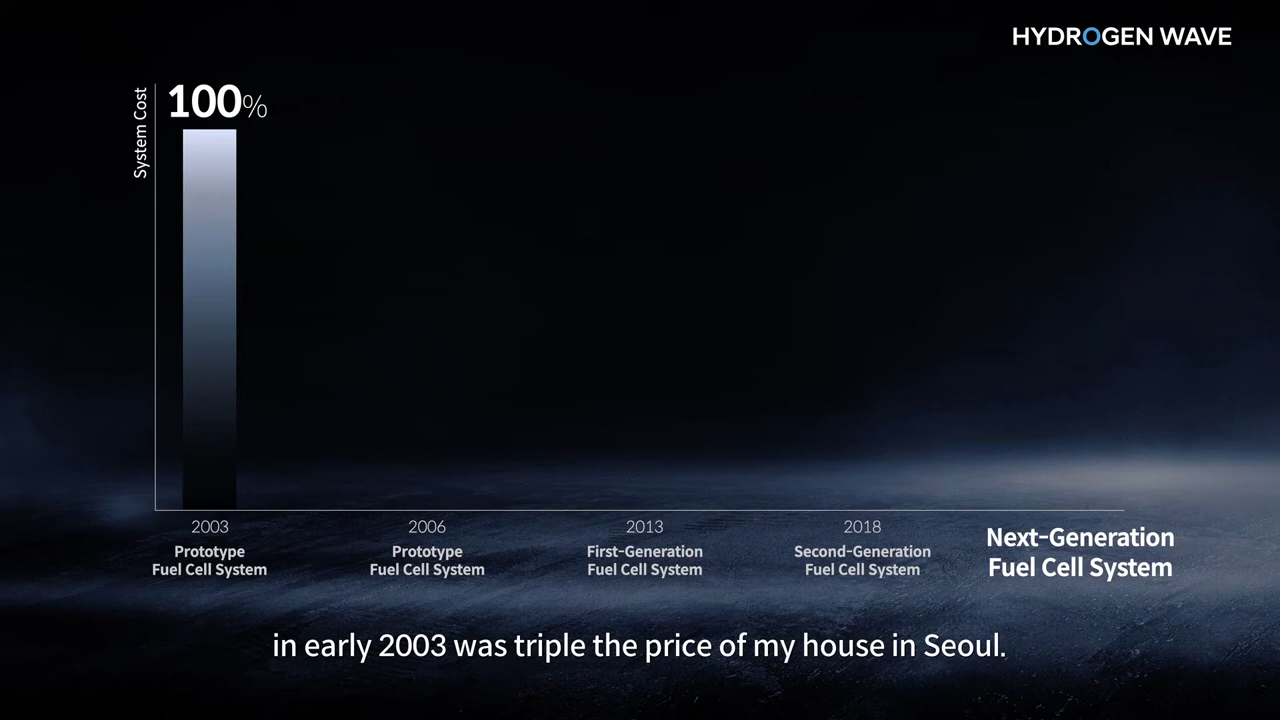 HYDROGEN WAVE
System Cost
100%
2003
Prototype
Fuel Cell System
2006
Prototype
Fuel Cell System
2013
First-Generation
Fuel Cell System
2018
Second-Generation
Fuel Cell System
Next-Generation
Fuel Cell System
in early 2003 was triple the price of my house in Seoul.